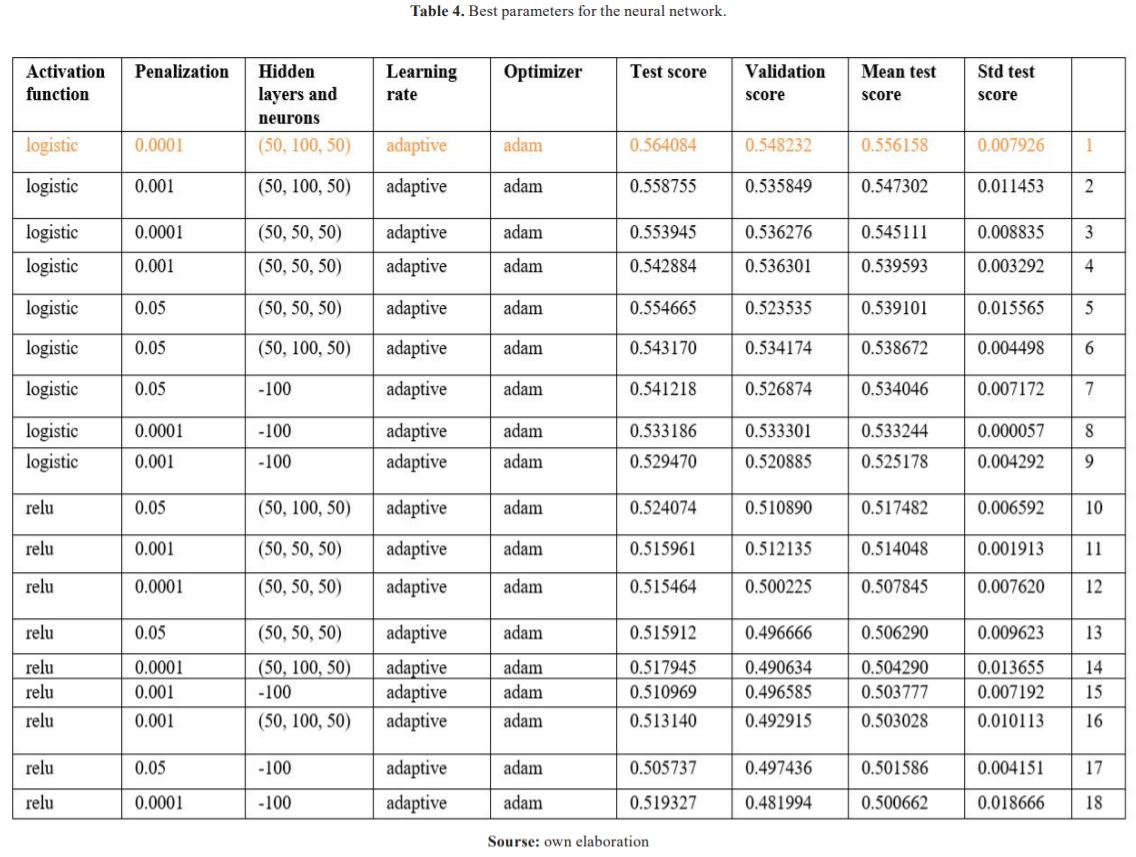 Table 4. Best parameters for the neural network.
Activation function Penalization Hidden layers and neurons Learning rate Optimizer Test score Validation score Mean test score Std test score
logistic 0.0001 (50, 100, 50) adaptive adam 0.564084 0.548232 0.556158 0.007926 1
logistic 0.001 (50, 100, 50) adaptive adam 0.558755 0.535849 0.547302 0.011453 2
logistic 0.0001 (50, 50, 50) adaptive adam 0.553945 0.536276 0.545111 0.008835 3
logistic 0.001 (50, 50, 50) adaptive adam 0.542884 0.536301 0.539593 0.003292 4
logistic 0.05 (50, 50, 50) adaptive adam 0.554665 0.523535 0.539101 0.015565 5
logistic 0.05 (50, 100, 50) adaptive adam 0.543170 0.534174 0.538672 0.004498 6
logistic 0.05 -100 adaptive adam 0.541218 0.526874 0.534046 0.007172 7
logistic 0.0001 -100 adaptive adam 0.533186 0.533301 0.533244 0.000057 8
logistic 0.001 -100 adaptive adam 0.529470 0.520885 0.525178 0.004292 9
relu 0.05 (50, 100, 50) adaptive adam 0.524074 0.510890 0.517482 0.006592 10
relu 0.001 (50, 50, 50) adaptive adam 0.515961 0.512135 0.514048 0.001913 11
relu 0.0001 (50, 50, 50) adaptive adam 0.515464 0.500225 0.507845 0.007620 12
relu 0.05 (50, 50, 50) adaptive adam 0.515912 0.496666 0.506290 0.009623 13
relu 0.0001 (50, 100, 50) adaptive adam 0.517945 0.490634 0.504290 0.013655 14
relu 0.001 -100 adaptive adam 0.510969 0.496585 0.503777 0.007192 15
relu 0.001 (50, 100, 50) adaptive adam 0.513140 0.492915 0.503028 0.010113 16
relu 0.05 -100 adaptive adam 0.505737 0.497436 0.501586 0.004151 17
relu 0.0001 -100 adaptive adam 0.519327 0.481994 0.500662 0.018666 18
Sourse: own elaboration